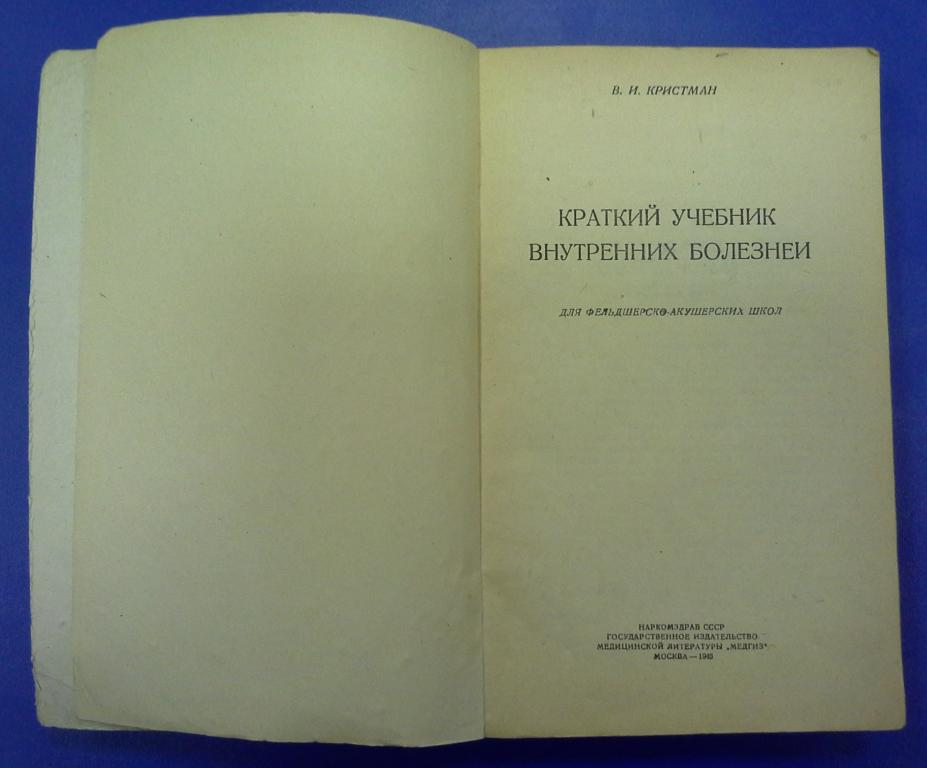 В. И. КРИСТМАН
КРАТКИЙ УЧЕБНИК
ВНУТРЕННИХ БОЛЕЗНЕЙ
ДЛЯ ФЕЛЬДШЕРСКО-АКУШЕРСКИХ ШКОЛ
НАРКОМЗДРАВ СССР
ГОСУДАРСТВЕННОЕ ИЗДАТЕЛЬСТВО
МЕДИЦИНСКОЙ ЛИТЕРАТУРЫ „МЕДГИЗ“
МОСКВА — 1943